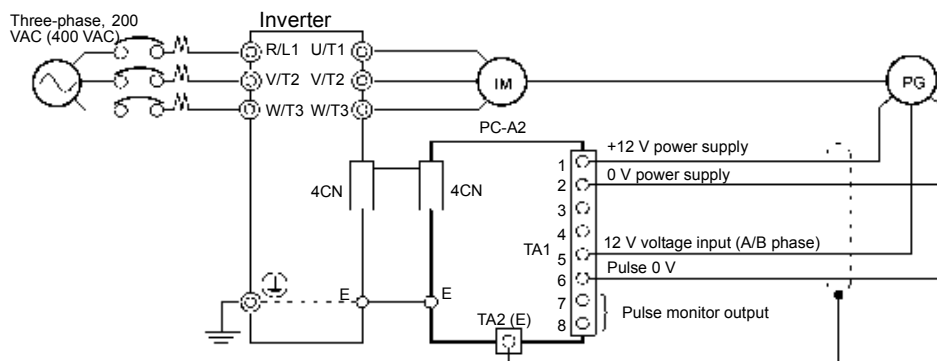 Three-phase, 200
VAC (400 VAC)
Inverter
R/L1 U/T1
V/T2 V/T2
W/T3 W/T3
IM
PG
PC-A2
4CN
4CN
+12 V power supply
0 V power supply
12 V voltage input (A/B phase)
Pulse 0 V
Pulse monitor output
1
2
3
4
5
6
7
8
TA1
E
E
TA2 (E)